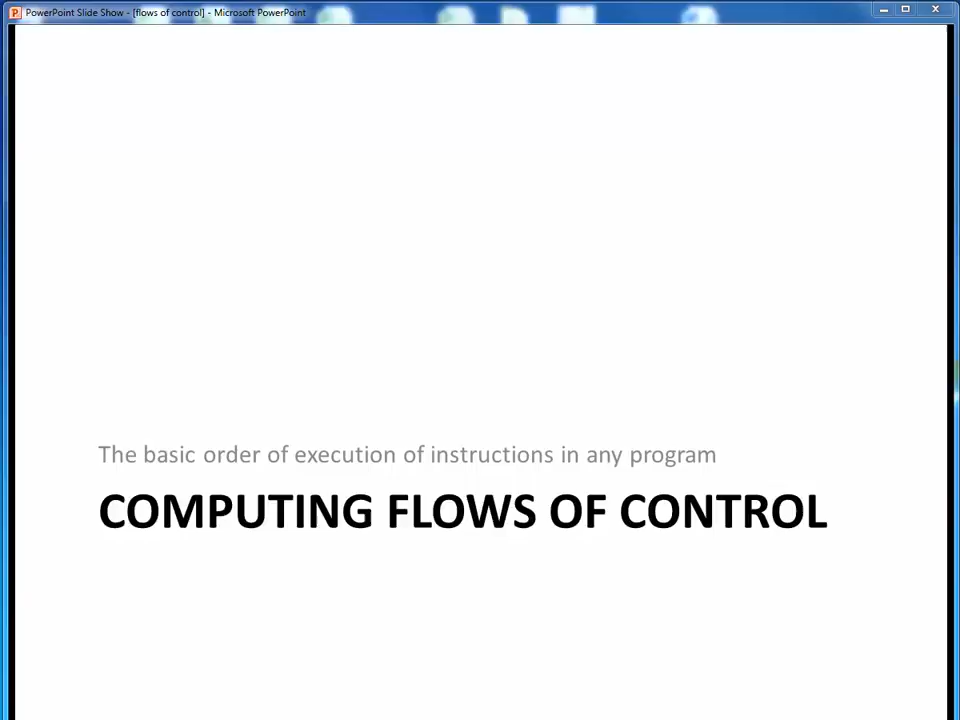 PowerPoint Slide Show - [flows of control] - Microsoft PowerPoint
The basic order of execution of instructions in any program
COMPUTING FLOWS OF CONTROL